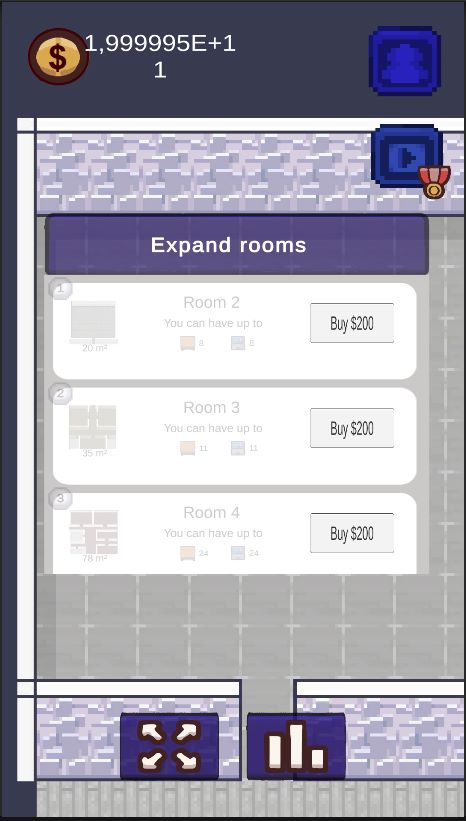 $
1,999995E+1
1
Expand rooms
1
Room 2
You can have up to
8
8
20 m²
Buy $200
2
Room 3
You can have up to
11
11
35 m²
Buy $200
3
Room 4
You can have up to
24
24
78 m²
Buy $200